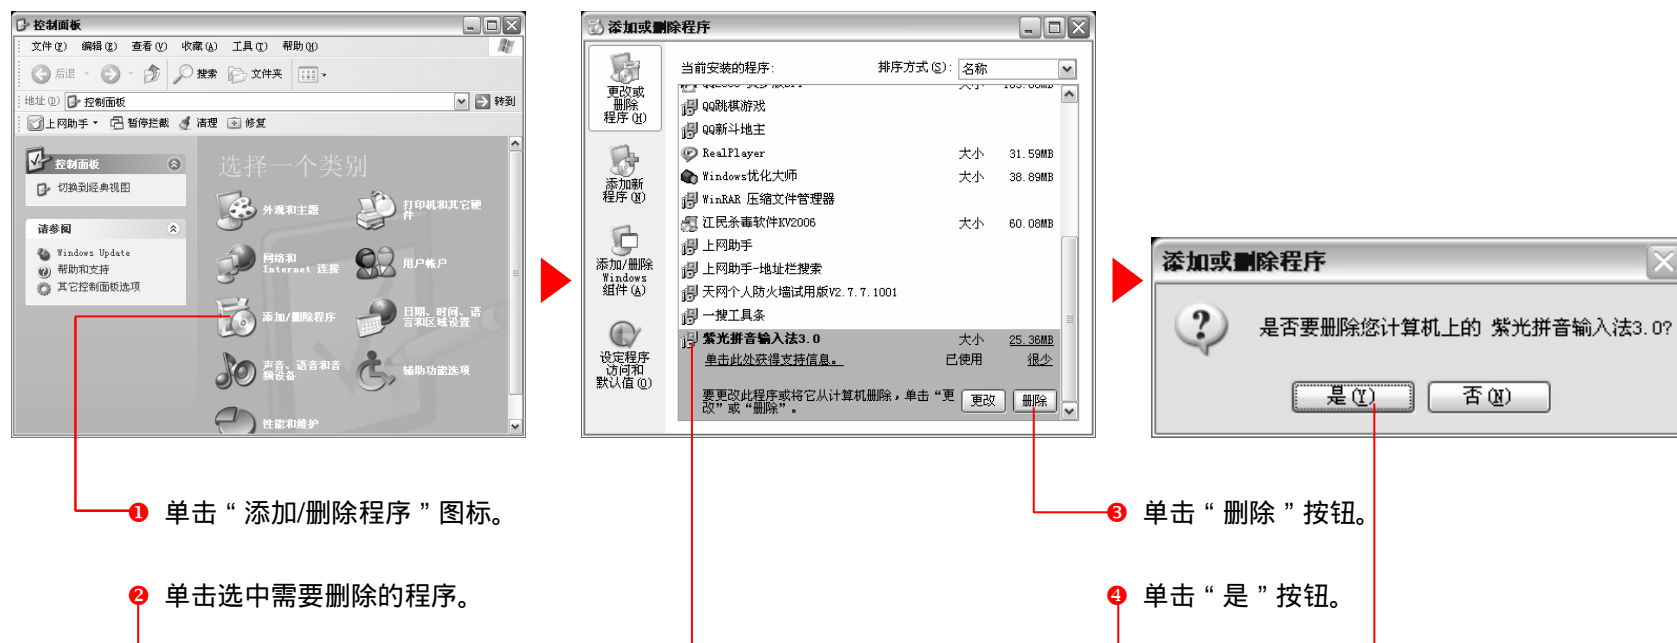 控制面板
文件(F) 编辑(E) 查看(V) 收藏(A) 工具(T) 帮助(H)
后退 搜索 文件夹
地址(D) 控制面板 转到
上网助手 暂停拦截 清理 修复
控制面板
切换到经典视图
请参阅
Windows Update
帮助和支持
其它控制面板选项
选择一个类别
外观和主题
打印机和其它硬件
网络和
Internet 连接
用户帐户
添加/删除程序
日期、时间、语
言和区域设置
声音、语音和音
频设备
辅助功能选项
性能和维护
添加或删除程序
更改或
删除
程序(H)
添加新
程序(N)
添加/删除
Windows
组件(A)
设定程序
访问和
默认值(O)
当前安装的程序: 排序方式(S): 名称
QQ跳棋游戏
QQ新斗地主
RealPlayer 大小 31.59MB
Windows优化大师 大小 38.89MB
WinRAR 压缩文件管理器
江民杀毒软件KV2006 大小 60.08MB
上网助手
上网助手-地址栏搜索
天网个人防火墙试用版V2.7.7.1001
一搜工具条
紫光拼音输入法3.0 大小 25.36MB
单击此处获得支持信息。 已使用 很少
要更改此程序或将它从计算机删除,单击“更
改”或“删除”。 更改 删除
添加或删除程序
是否要删除您计算机上的 紫光拼音输入法3.0?
是(Y) 否(N)
❶ 单击“添加/删除程序”图标。
❷ 单击选中需要删除的程序。
❸ 单击“删除”按钮。
❹ 单击“是”按钮。